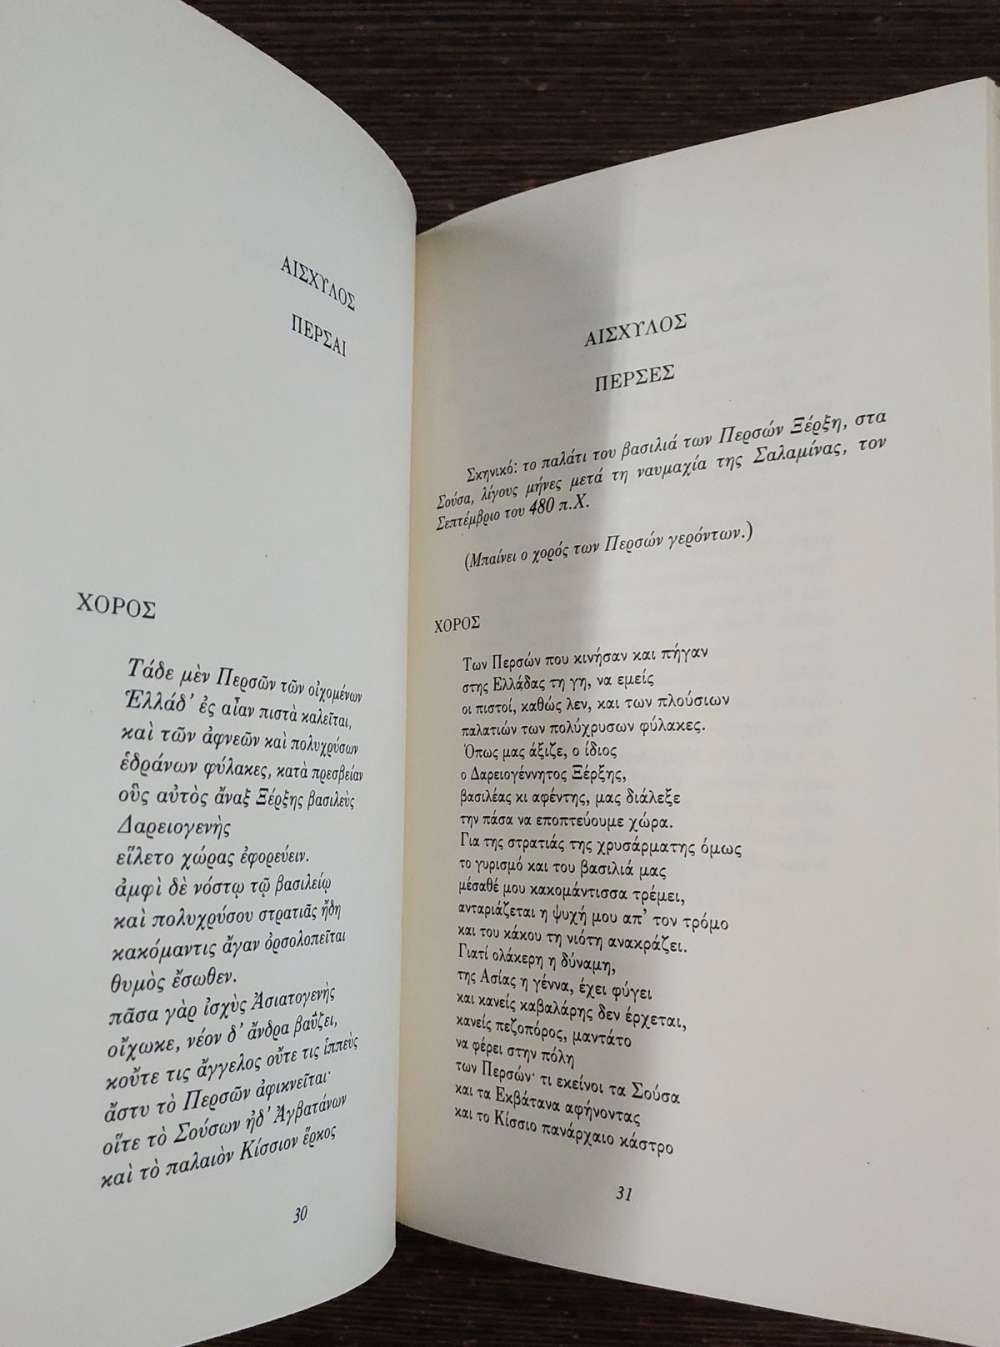 ΑΙΣΧΥΛΟΣ
ΠΕΡΣΑΙ
ΧΟΡΟΣ
Τάδε μὲν Περσῶν τῶν οἰχομένων
Ἑλλάδ' ἐς αἶαν πιστὰ καλεῖται,
καὶ τῶν ἀφνεῶν καὶ πολυχρύσων
ἑδράνων φύλακες, κατὰ πρεσβείαν
οὓς αὐτὸς ἄναξ Ξέρξης βασιλεὺς
Δαρειογενὴς
εἵλετο χώρας ἐφορεύειν.
ἀμφὶ δὲ νόστῳ τῷ βασιλείῳ
καὶ πολυχρύσου στρατιᾶς ἤδη
κακόμαντις ἄγαν ὀρσολοπεῖται
θυμὸς ἔσωθεν.
πᾶσα γὰρ ἰσχὺς Ἀσιατογενὴς
οἴχωκε, νέον δ' ἄνδρα βαΰζει,
κοὔτε τις ἄγγελος οὔτε τις ἱππεὺς
ἄστυ τὸ Περσῶν ἀφικνεῖται·
οἵτε τὸ Σούσων ἠδ' Ἀγβατάνων
καὶ τὸ παλαιὸν Κίσσιον ἕρκος
30
ΑΙΣΧΥΛΟΣ
ΠΕΡΣΕΣ
Σκηνικό: το παλάτι του βασιλιά των Περσών Ξέρξη, στα
Σούσα, λίγους μήνες μετά τη ναυμαχία της Σαλαμίνας, τον
Σεπτέμβριο του 480 π.Χ.
(Μπαίνει ο χορός των Περσών γερόντων.)
ΧΟΡΟΣ
Των Περσών που κινήσαν και πήγαν
στης Ελλάδας τη γη, να εμείς
οι πιστοί, καθώς λεν, και των πλούσιων
παλατιών των πολύχρυσων φύλακες.
Όπως μας άξιζε, ο ίδιος
ο Δαρειογέννητος Ξέρξης,
βασιλέας κι αφέντης, μας διάλεξε
την πάσα να εποπτεύουμε χώρα.
Για της στρατιάς της χρυσάρματης όμως
το γυρισμό και του βασιλιά μας
μέσαθέ μου κακομάντισσα τρέμει,
ανταριάζεται η ψυχή μου απ' τον τρόμο
και του κάκου τη νιότη ανακράζει.
Γιατί ολάκερη η δύναμη,
της Ασίας η γέννα, έχει φύγει
και κανείς καβαλάρης δεν έρχεται,
κανείς πεζοπόρος, μαντάτο
να φέρει στην πόλη
των Περσών· τι εκείνοι τα Σούσα
και τα Εκβάτανα αφήνοντας
και το Κίσσιο πανάρχαιο κάστρο
31